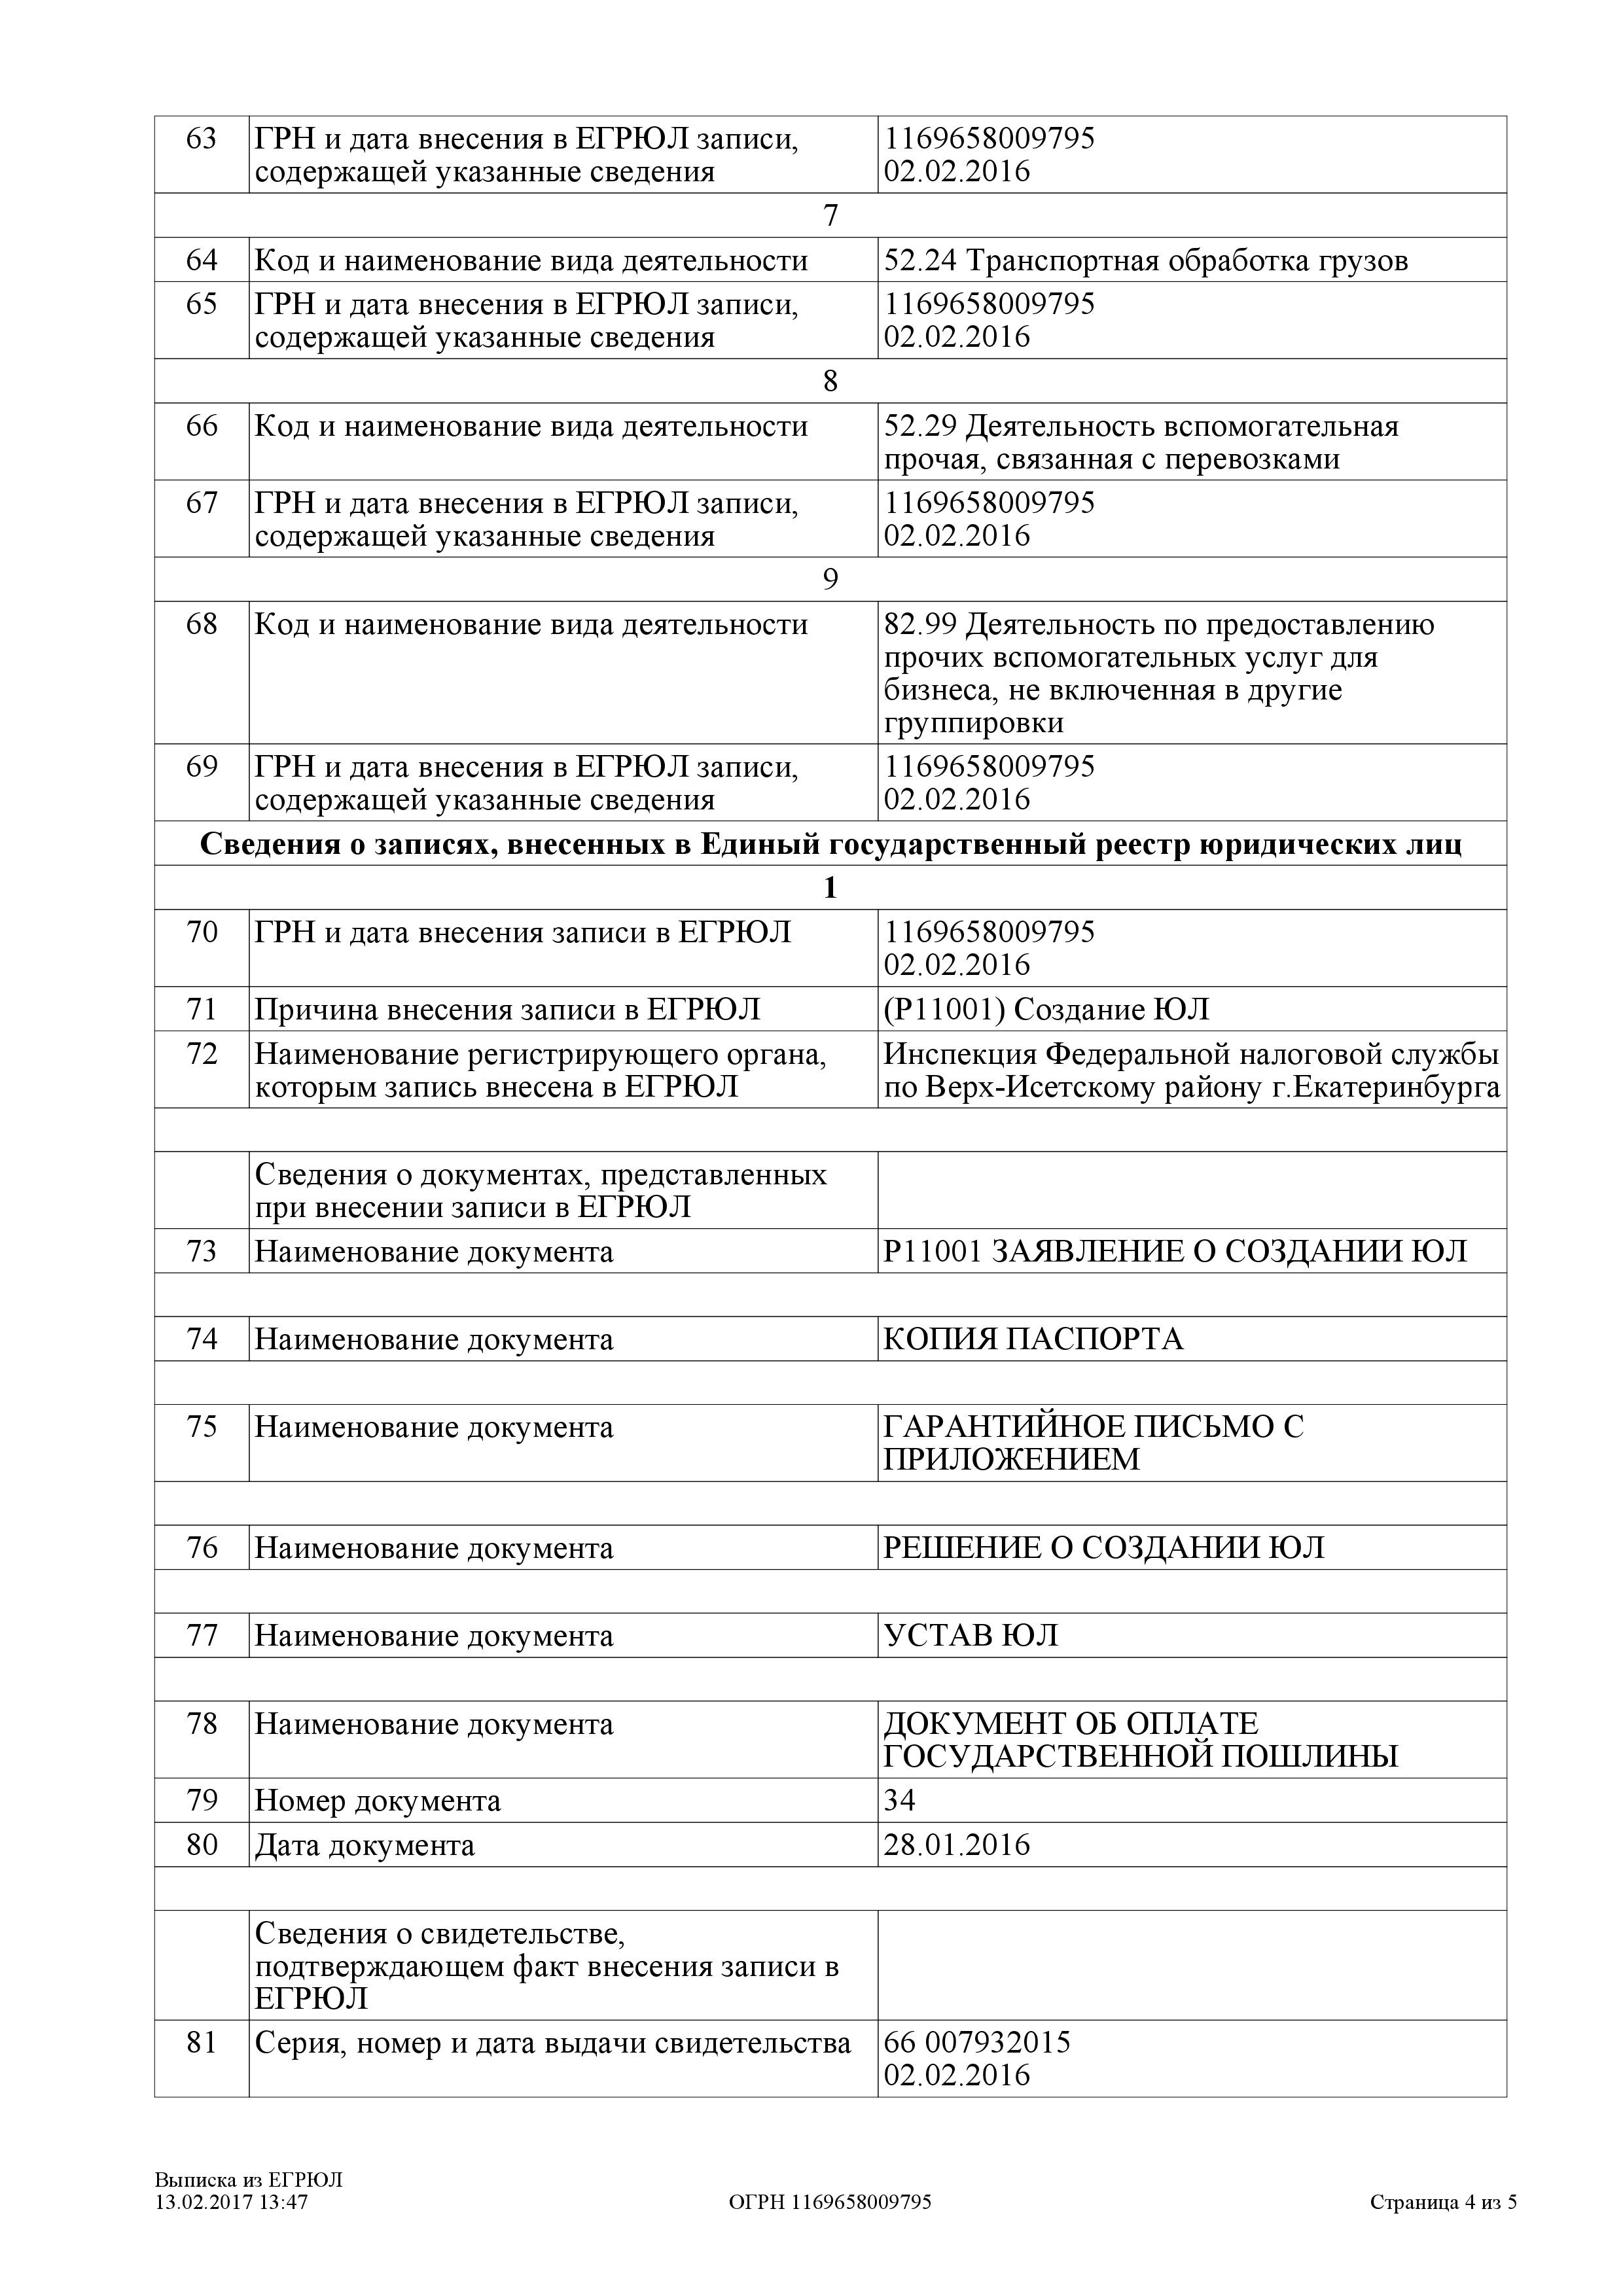 63 ГРН и дата внесения в ЕГРЮЛ записи, 1169658009795
содержащей указанные сведения 02.02.2016
7
64 Код и наименование вида деятельности 52.24 Транспортная обработка грузов
65 ГРН и дата внесения в ЕГРЮЛ записи, 1169658009795
содержащей указанные сведения 02.02.2016
8
66 Код и наименование вида деятельности 52.29 Деятельность вспомогательная
прочая, связанная с перевозками
67 ГРН и дата внесения в ЕГРЮЛ записи, 1169658009795
содержащей указанные сведения 02.02.2016
9
68 Код и наименование вида деятельности 82.99 Деятельность по предоставлению
прочих вспомогательных услуг для
бизнеса, не включенная в другие
группировки
69 ГРН и дата внесения в ЕГРЮЛ записи, 1169658009795
содержащей указанные сведения 02.02.2016
Сведения о записях, внесенных в Единый государственный реестр юридических лиц
1
70 ГРН и дата внесения записи в ЕГРЮЛ 1169658009795
02.02.2016
71 Причина внесения записи в ЕГРЮЛ (Р11001) Создание ЮЛ
72 Наименование регистрирующего органа, Инспекция Федеральной налоговой службы
которым запись внесена в ЕГРЮЛ по Верх-Исетскому району г.Екатеринбурга
Сведения о документах, представленных
при внесении записи в ЕГРЮЛ
73 Наименование документа Р11001 ЗАЯВЛЕНИЕ О СОЗДАНИИ ЮЛ
74 Наименование документа КОПИЯ ПАСПОРТА
75 Наименование документа ГАРАНТИЙНОЕ ПИСЬМО С
ПРИЛОЖЕНИЕМ
76 Наименование документа РЕШЕНИЕ О СОЗДАНИИ ЮЛ
77 Наименование документа УСТАВ ЮЛ
78 Наименование документа ДОКУМЕНТ ОБ ОПЛАТЕ
ГОСУДАРСТВЕННОЙ ПОШЛИНЫ
79 Номер документа 34
80 Дата документа 28.01.2016
Сведения о свидетельстве,
подтверждающем факт внесения записи в
ЕГРЮЛ
81 Серия, номер и дата выдачи свидетельства 66 007932015
02.02.2016
Выписка из ЕГРЮЛ
13.02.2017 13:47 ОГРН 1169658009795 Страница 4 из 5